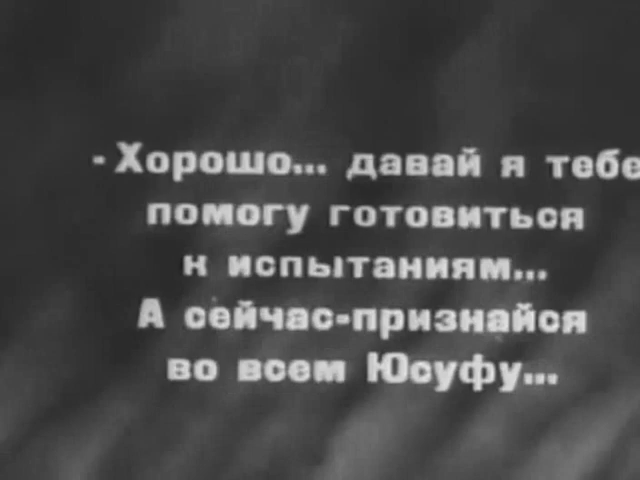 - Хорошо... давай я тебе
помогу готовиться
к испытаниям...
А сейчас-признайся
во всем Юсуфу...